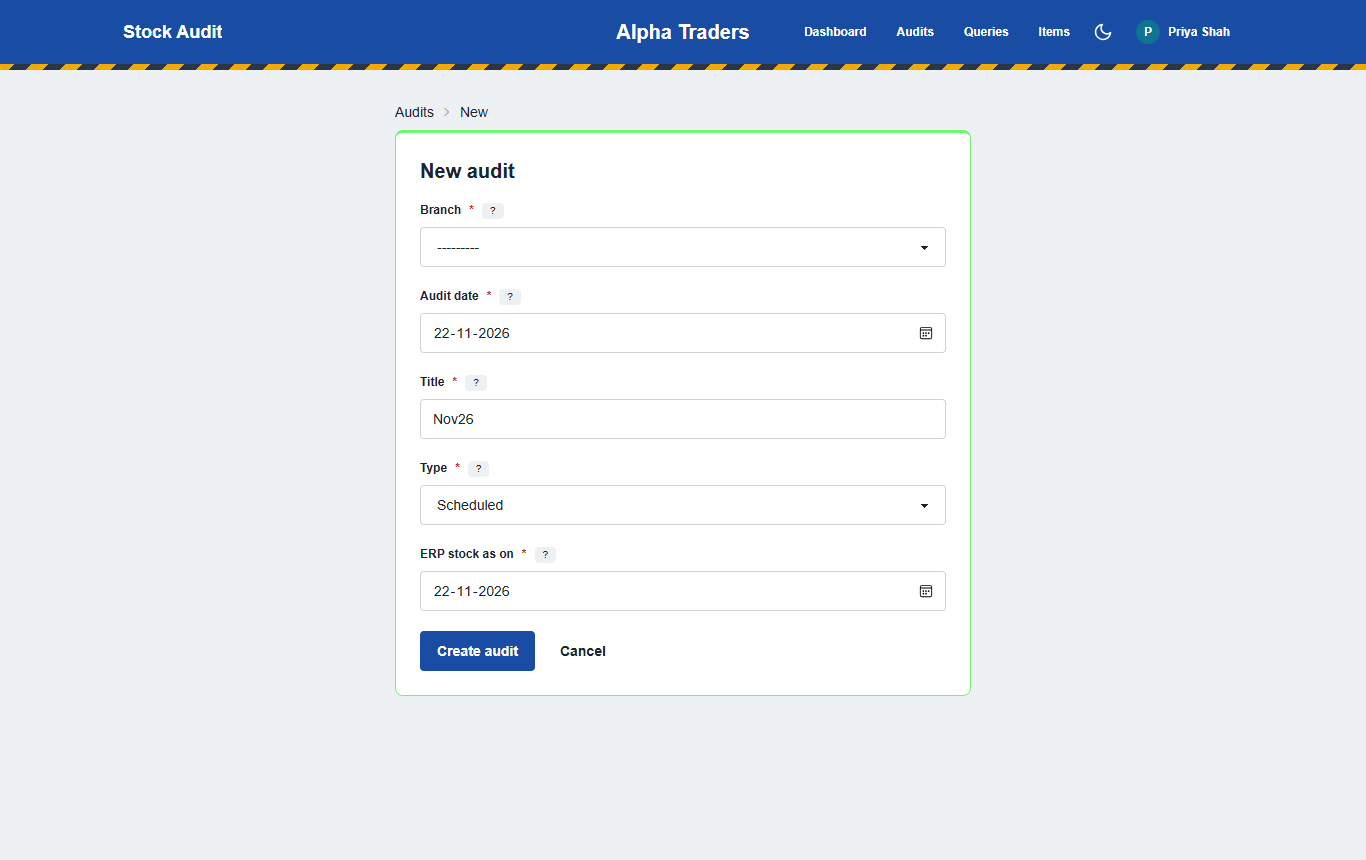 Stock Audit
Alpha Traders
Dashboard
Audits
Queries
Items
P
Priya Shah
Audits > New
New audit
Branch * ?
---------
Audit date * ?
22-11-2026
Title * ?
Nov26
Type * ?
Scheduled
ERP stock as on * ?
22-11-2026
Create audit
Cancel